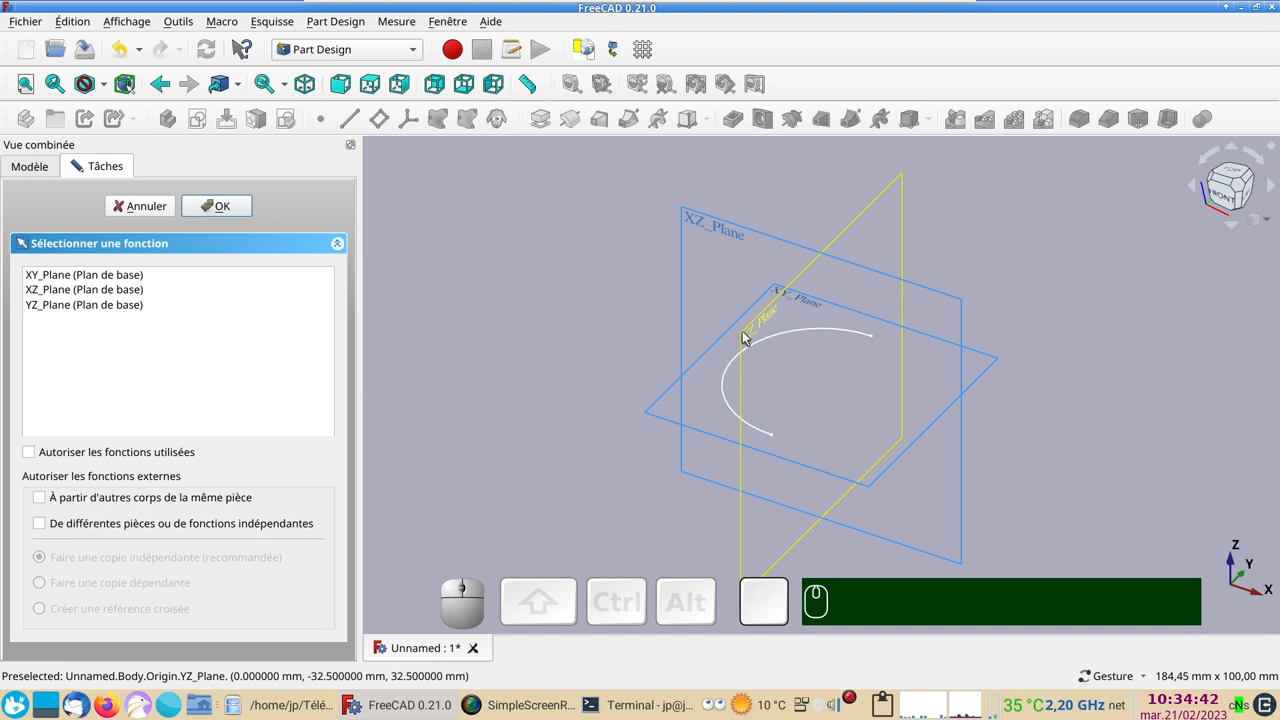 FreeCAD 0.21.0
Fichier Édition Affichage Outils Macro Esquisse Part Design Mesure Fenêtre Aide
Part Design
Vue combinée
Modèle Tâches
Annuler OK
Sélectionner une fonction
XY_Plane (Plan de base)
XZ_Plane (Plan de base)
YZ_Plane (Plan de base)
Autoriser les fonctions utilisées
Autoriser les fonctions externes
À partir d'autres corps de la même pièce
De différentes pièces ou de fonctions indépendantes
Faire une copie indépendante (recommandée)
Faire une copie dépendante
Créer une référence croisée
XZ_Plane
XY_Plane
Z_Plane
TOP
FRONT
Z
Y
X
Ctrl Alt
Unnamed : 1*
Preselected: Unnamed.Body.Origin.YZ_Plane. (0.000000 mm, -32.500000 mm, 32.500000 mm)
Gesture 184,45 mm x 100,00 mm
/home/jp/Télé... FreeCAD 0.21.0 SimpleScreenR... Terminal - jp@j... 10 °C 35 °C 2,20 GHz net 10:34:42 cNs
mar.21/02/2023